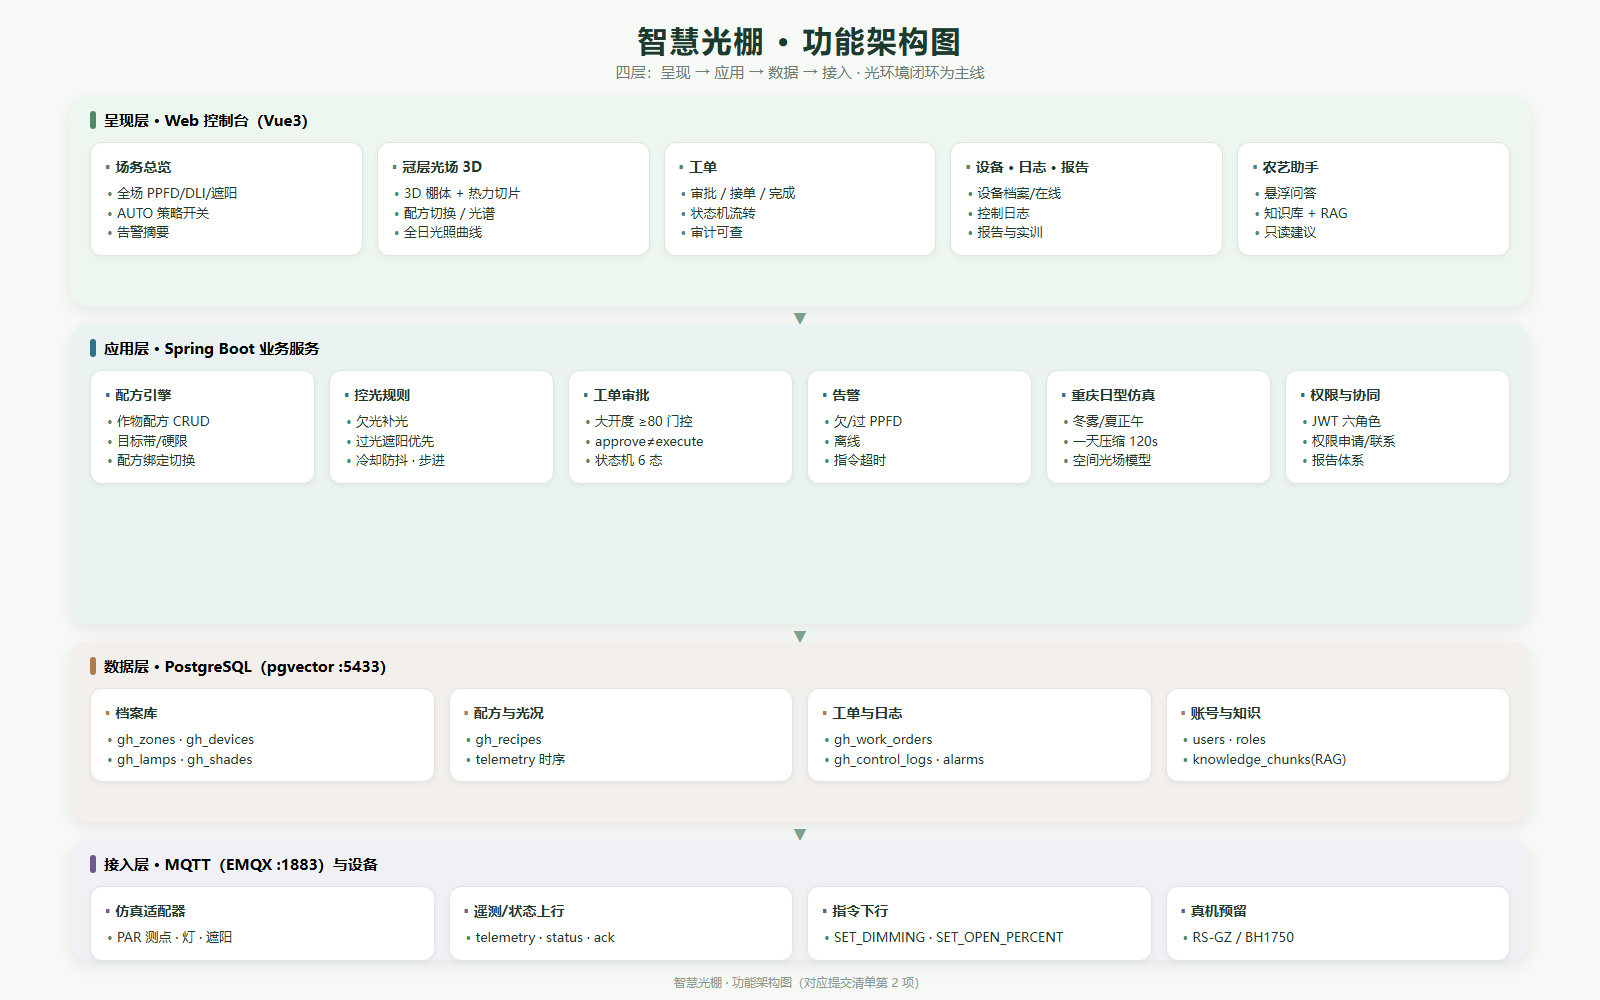 智慧光棚 • 功能架构图
四层：呈现 → 应用 → 数据 → 接入 · 光环境闭环为主线
呈现层 • Web 控制台（Vue3）
场务总览
• 全场 PPFD/DLI/遮阳
• AUTO 策略开关
• 告警摘要
冠层光场 3D
• 3D 棚体 + 热力切片
• 配方切换 / 光谱
• 全日光照曲线
工单
• 审批 / 接单 / 完成
• 状态机流转
• 审计可查
设备 • 日志 • 报告
• 设备档案/在线
• 控制日志
• 报告与实训
农艺助手
• 悬浮问答
• 知识库 + RAG
• 只读建议
应用层 • Spring Boot 业务服务
配方引擎
• 作物配方 CRUD
• 目标带/硬限
• 配方绑定切换
控光规则
• 欠光补光
• 过光遮阳优先
• 冷却防抖 · 步进
工单审批
• 大开度 ≥80 门控
• approve≠execute
• 状态机 6 态
告警
• 欠/过 PPFD
• 离线
• 指令超时
重庆日型仿真
• 冬雾/夏正午
• 一天压缩 120s
• 空间光场模型
权限与协同
• JWT 六角色
• 权限申请/联系
• 报告体系
数据层 • PostgreSQL（pgvector :5433）
档案库
• gh_zones · gh_devices
• gh_lamps · gh_shades
配方与光况
• gh_recipes
• telemetry 时序
工单与日志
• gh_work_orders
• gh_control_logs · alarms
账号与知识
• users · roles
• knowledge_chunks(RAG)
接入层 • MQTT（EMQX :1883）与设备
仿真适配器
• PAR 测点 · 灯 · 遮阳
遥测/状态上行
• telemetry · status · ack
指令下行
• SET_DIMMING · SET_OPEN_PERCENT
真机预留
• RS-GZ / BH1750
智慧光棚 · 功能架构图（对应提交清单第 2 项）